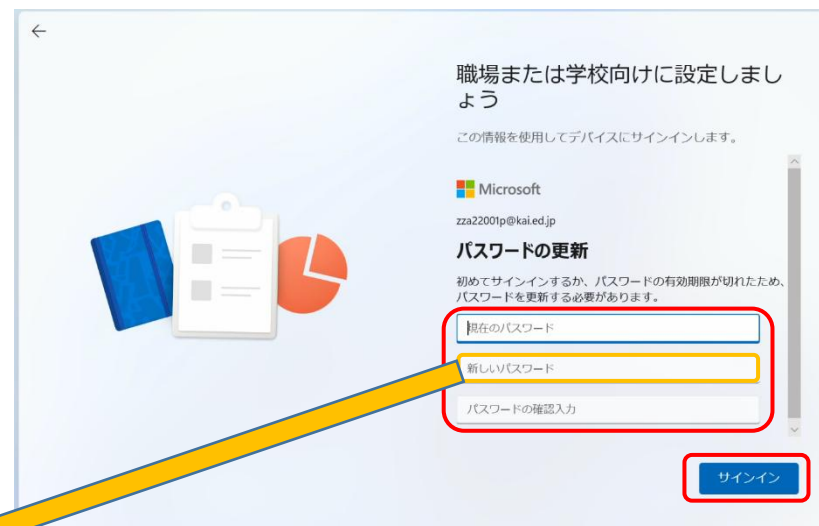 職場または学校向けに設定しまし
ょう
この情報を使用してデバイスにサインインします。
Microsoft
zza22001p@kai.ed.jp
パスワードの更新
初めてサインインするか、パスワードの有効期限が切れたため、
パスワードを更新する必要があります。
現在のパスワード
新しいパスワード
パスワードの確認入力
サインイン